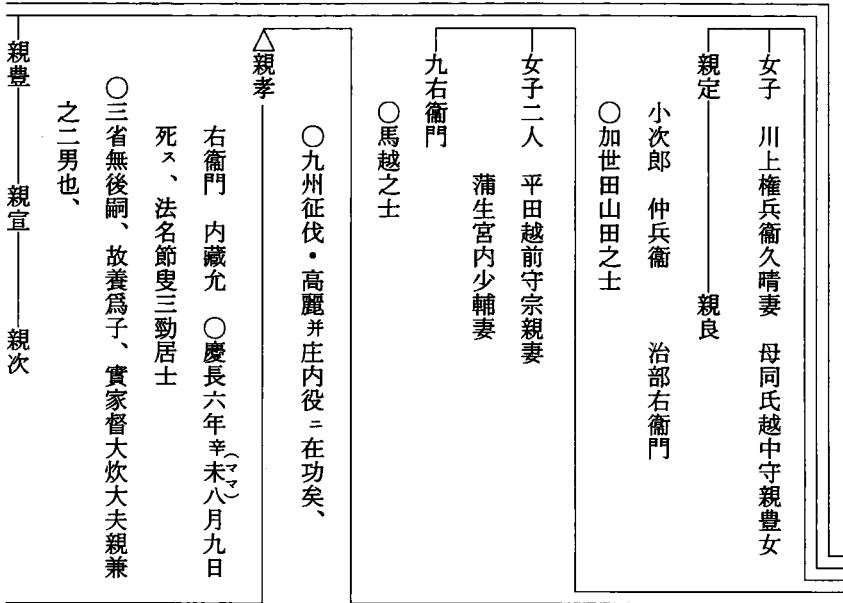 女子　川上権兵衞久晴妻　母同氏越中守親豊女
親定　親良
小次郎　仲兵衞　治部右衞門
○加世田山田之士
女子二人　平田越前守宗親妻
蒲生宮内少輔妻
九右衞門
○馬越之士
○九州征伐・高麗并庄内役ニ在功矣、
△親孝
右衞門　内藏允　○慶長六年辛未(ママ)八月九日
死ス、法名節叟三勁居士
○三省無後嗣、故養爲子、實家督大炊大夫親兼
之二男也、
親豊　親宣　親次